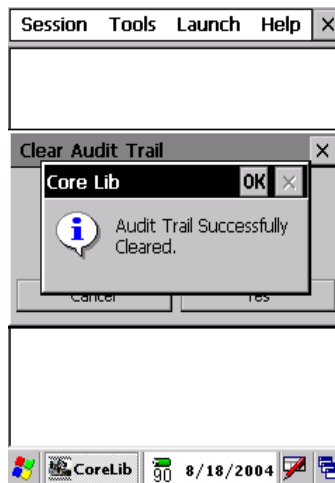 Session Tools Launch Help ×
Clear Audit Trail ×
Core Lib OK ×
Audit Trail Successfully
Cleared.
Cancel Yes
CoreLib 90 8/18/2004